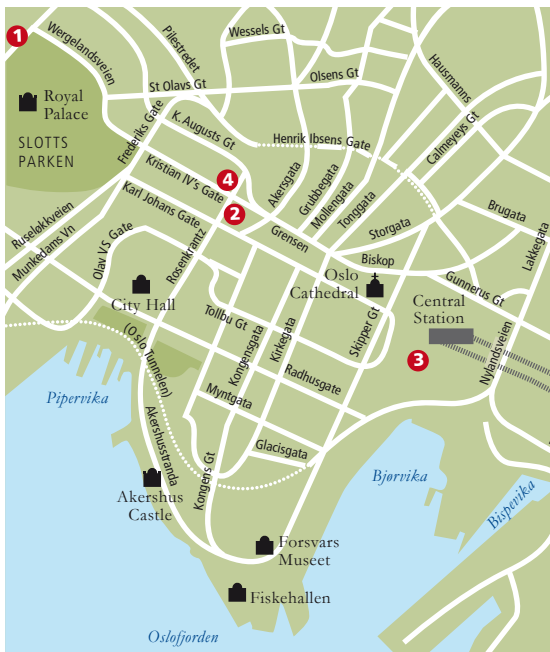 1
Wergelandsveien
Pilestredet
Wessels Gt
Hausmanns
Olsens Gt
St Olavs Gt
Royal
Palace
SLOTTS
PARKEN
Frederiks Gate
K. Augusts Gt
Henrik Ibsens Gate
Calmeyeys Gt
Kristian IV's Gate
4
2
Karl Johans Gate
Akersgata
Grubbegata
Mollengata
Tonggata
Storgata
Brugata
Lakkegata
Ruseløkkveien
Munkedams Vn
Olav VS Gate
Rosenkrantz
Grensen
Biskop
Gunnerus Gt
City Hall
Oslo
Cathedral
Central
Station
Tollbu Gt
Kongensgata
Kirkegata
Skipper Gt
Nylandsveien
3
(Oslo Tunnelen)
Radhusgate
Myntgata
Pipervika
Akershusstranda
Glacisgata
Kongens Gt
Bjørvika
Bispevika
Akershus
Castle
Forsvars
Museet
Fiskehallen
Oslofjorden